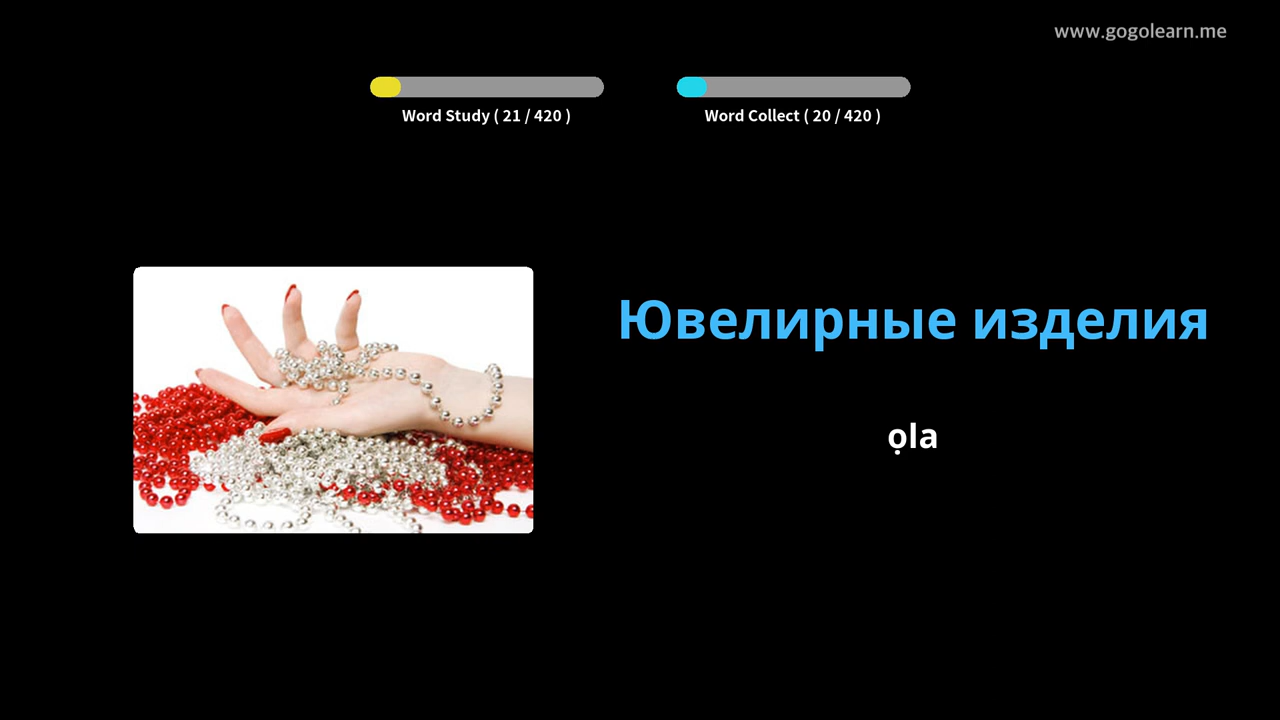 www.gogolearn.me
Word Study ( 21 / 420 )
Word Collect ( 20 / 420 )
Ювелирные изделия
ọla